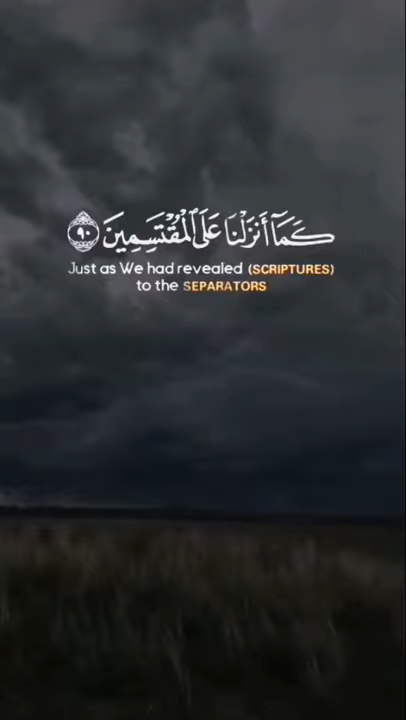 كَمَآ أَنزَلْنَا عَلَى ٱلْمُقْتَسِمِينَ ٩٠
Just as We had revealed (SCRIPTURES)
to the SEPARATORS